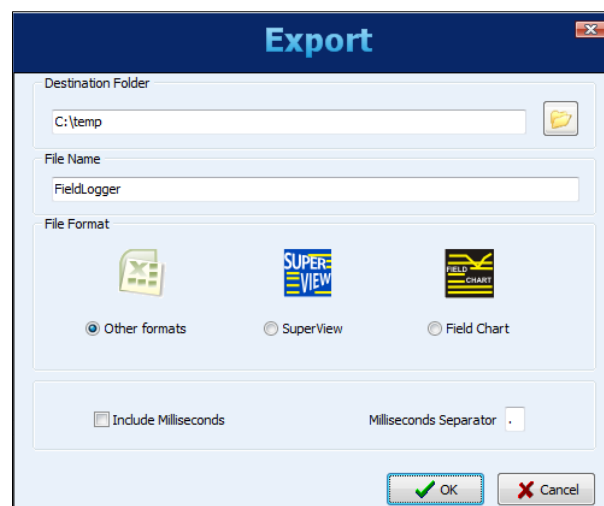 Export
Destination Folder
C:\temp
File Name
FieldLogger
File Format
SUPER
VIEW
FIELD
CHART
Other formats
SuperView
Field Chart
Include Milliseconds
Milliseconds Separator .
OK
Cancel